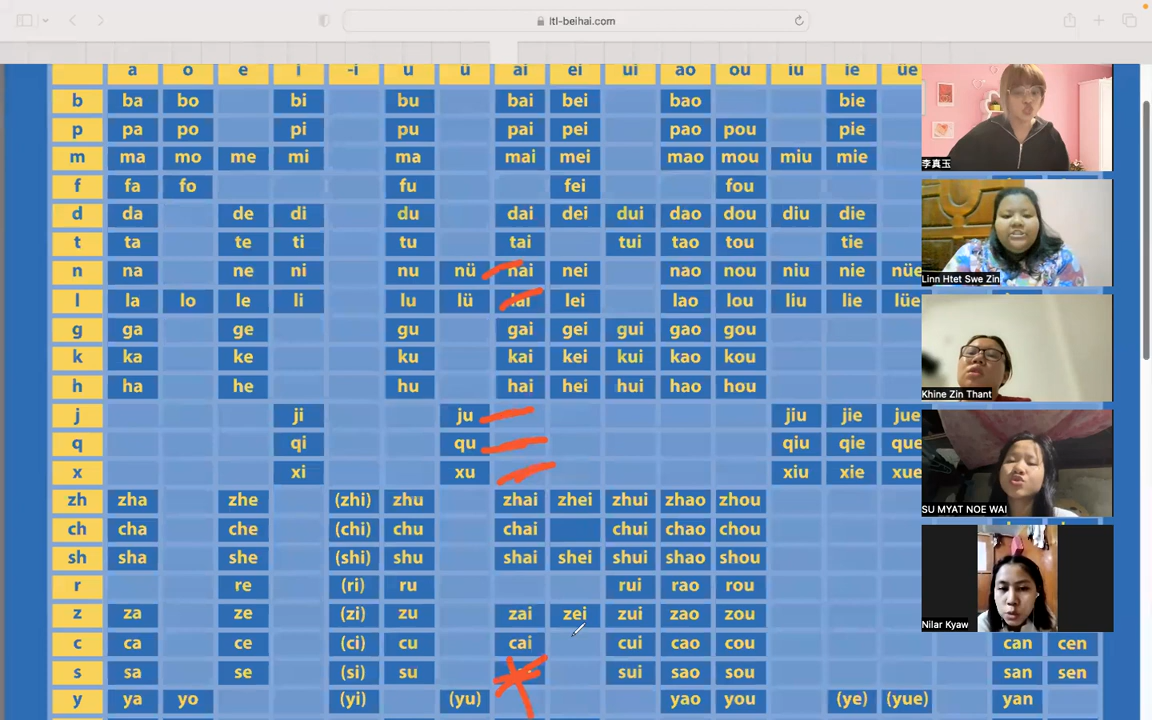 ltl-beihai.com
a o e i -i u ü ai ei ui ao ou iu ie üe
b ba bo bi bu bai bei bao bie
p pa po pi pu pai pei pao pou pie
m ma mo me mi ma mai mei mao mou miu mie
f fa fo fu fei fou
d da de di du dai dei dui dao dou diu die
t ta te ti tu tai tui tao tou tie
n na ne ni nu nü nai nei nao nou niu nie nüe
l la lo le li lu lü lai lei lao lou liu lie lüe
g ga ge gu gai gei gui gao gou
k ka ke ku kai kei kui kao kou
h ha he hu hai hei hui hao hou
j ji ju jiu jie jue
q qi qu qiu qie que
x xi xu xiu xie xue
zh zha zhe (zhi) zhu zhai zhei zhui zhao zhou
ch cha che (chi) chu chai chui chao chou
sh sha she (shi) shu shai shei shui shao shou
r re (ri) ru rui rao rou
z za ze (zi) zu zai zei zui zao zou
c ca ce (ci) cu cai cui cao cou can cen
s sa se (si) su sui sao sou san sen
y ya yo (yi) (yu) yao you (ye) (yue) yan
李真玉
Linn Htet Swe Zin
Khine Zin Thant
SU MYAT NOE WAI
Nilar Kyaw